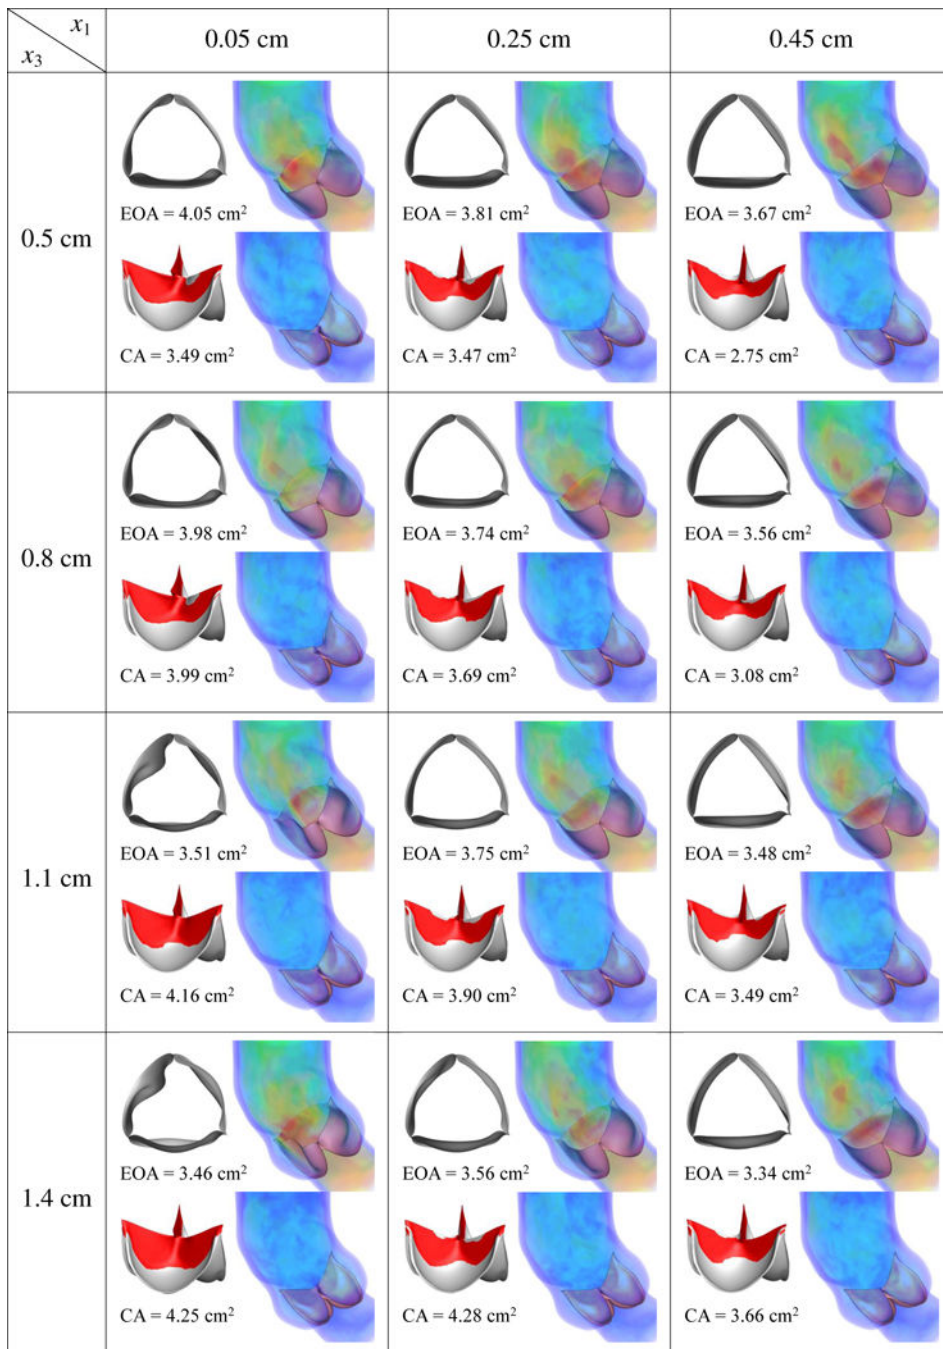 x₁
x₃
0.05 cm
0.25 cm
0.45 cm
0.5 cm
EOA = 4.05 cm²
EOA = 3.81 cm²
EOA = 3.67 cm²
CA = 3.49 cm²
CA = 3.47 cm²
CA = 2.75 cm²
0.8 cm
EOA = 3.98 cm²
EOA = 3.74 cm²
EOA = 3.56 cm²
CA = 3.99 cm²
CA = 3.69 cm²
CA = 3.08 cm²
1.1 cm
EOA = 3.51 cm²
EOA = 3.75 cm²
EOA = 3.48 cm²
CA = 4.16 cm²
CA = 3.90 cm²
CA = 3.49 cm²
1.4 cm
EOA = 3.46 cm²
EOA = 3.56 cm²
EOA = 3.34 cm²
CA = 4.25 cm²
CA = 4.28 cm²
CA = 3.66 cm²